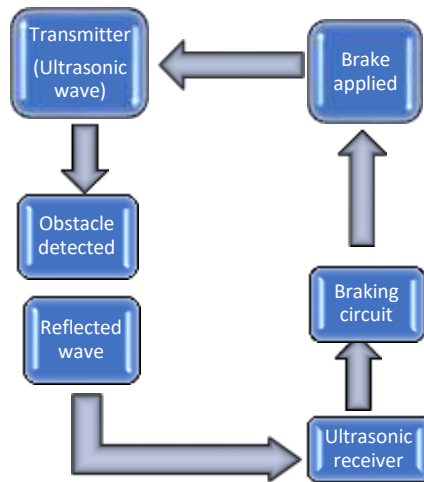 Transmitter
(Ultrasonic
wave)
Brake
applied
Obstacle
detected
Reflected
wave
Braking
circuit
Ultrasonic
receiver